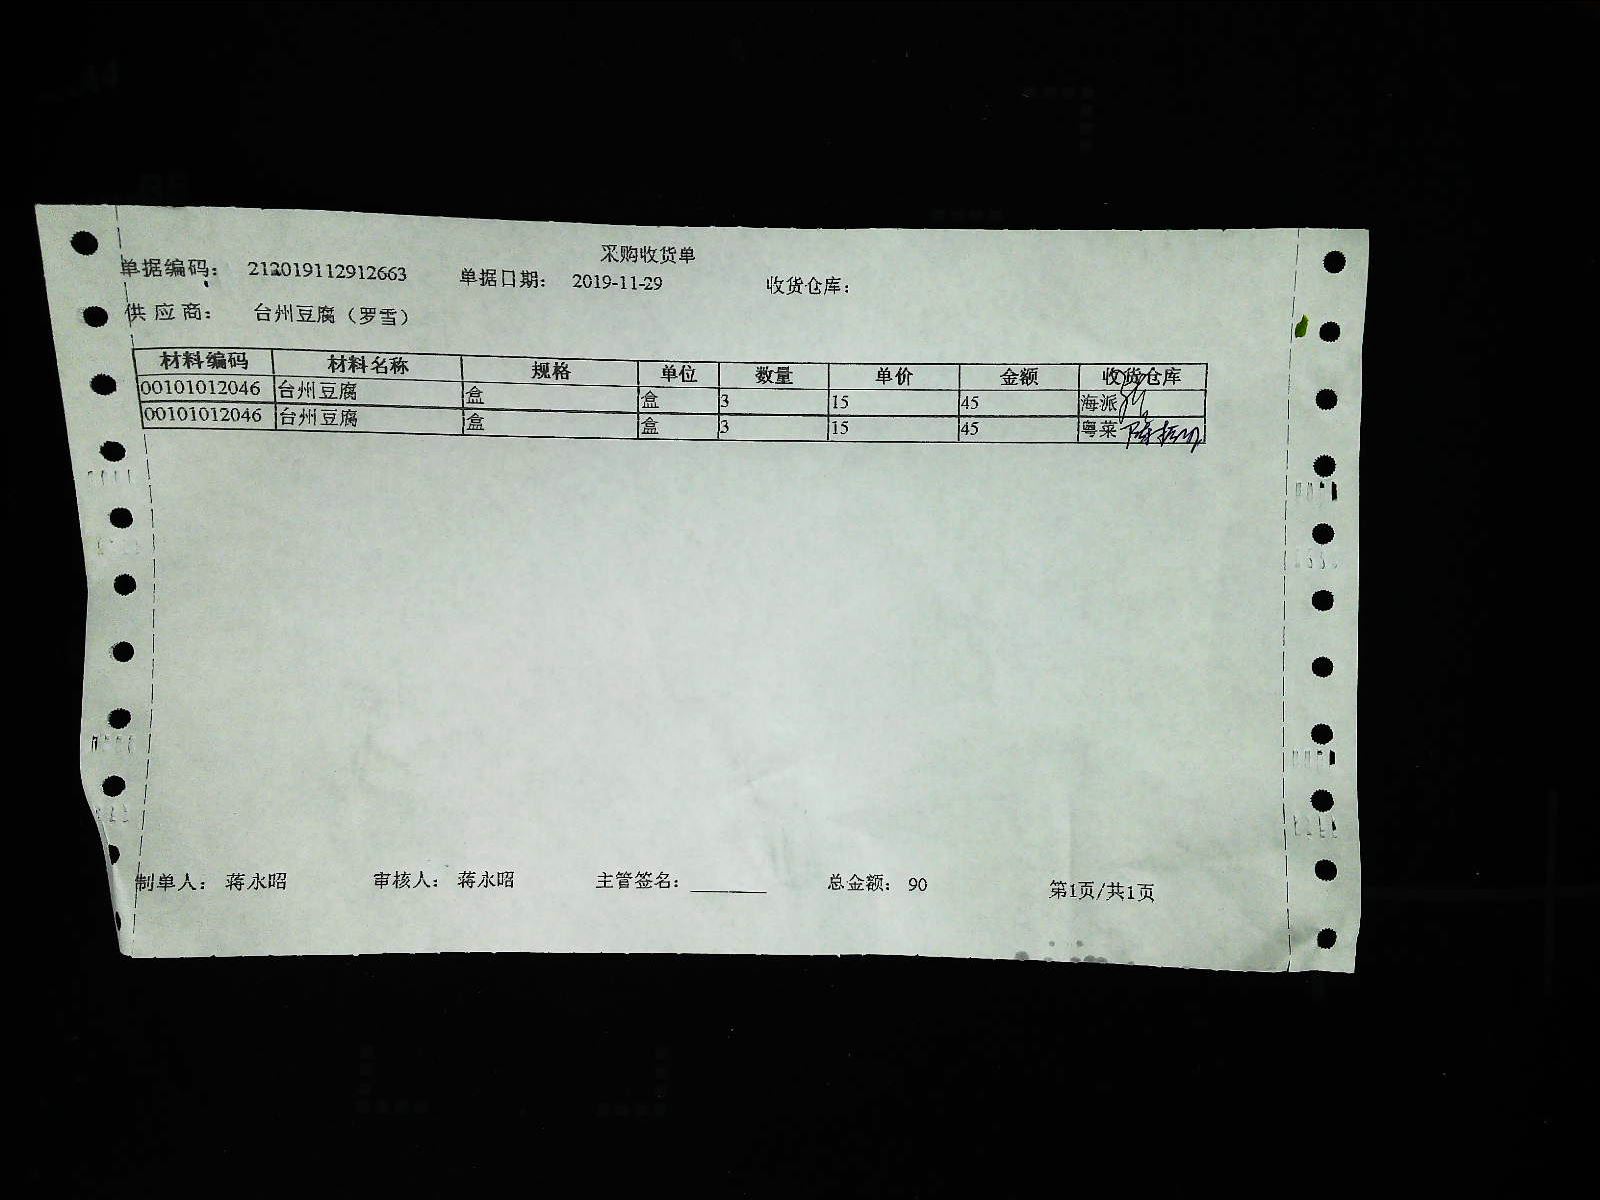 采购收货单
单据编码： 212019112912663 单据日期： 2019-11-29 收货仓库：
供应商： 台州豆腐（罗雪）
材料编码 材料名称 规格 单位 数量 单价 金额 收货仓库
00101012046 台州豆腐 盒 盒 3 15 45 海派
00101012046 台州豆腐 盒 盒 3 15 45 粤菜
制单人： 蒋永昭 审核人： 蒋永昭 主管签名： 总金额： 90 第1页/共1页